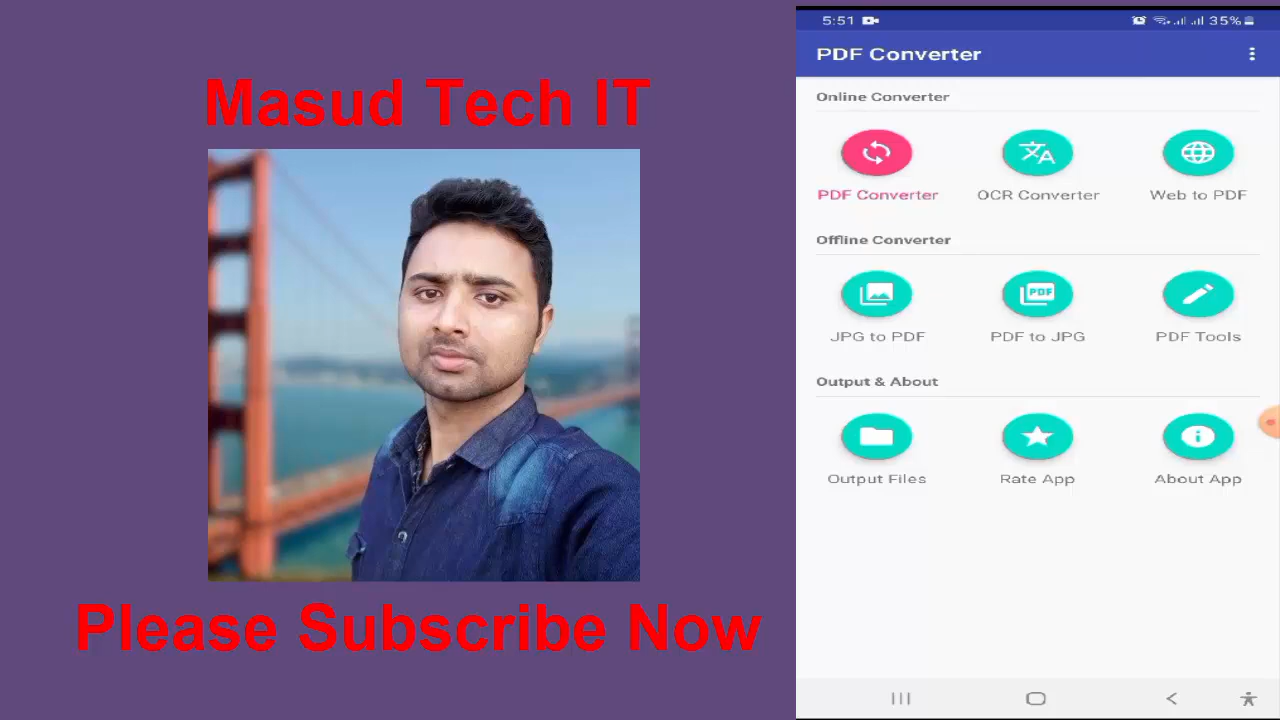 Masud Tech IT
Please Subscribe Now
5:51
35%
PDF Converter
Online Converter
PDF Converter
OCR Converter
Web to PDF
Offline Converter
PDF
JPG to PDF
PDF to JPG
PDF Tools
Output & About
Output Files
Rate App
About App